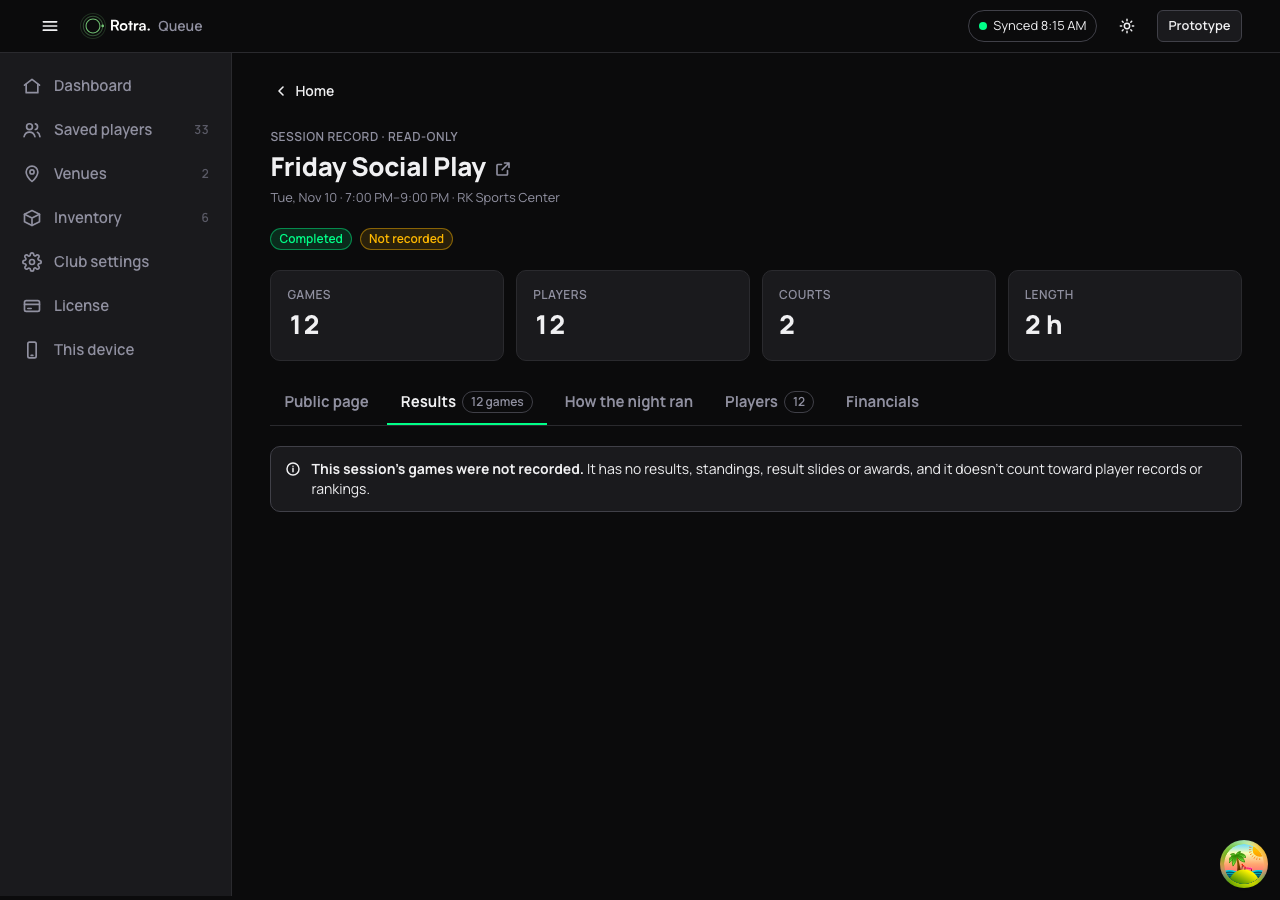 Rotra. Queue
Synced 8:15 AM
Prototype
Dashboard
Saved players 33
Venues 2
Inventory 6
Club settings
License
This device
Home
SESSION RECORD · READ-ONLY
Friday Social Play
Tue, Nov 10 · 7:00 PM–9:00 PM · RK Sports Center
Completed Not recorded
GAMES
12
PLAYERS
12
COURTS
2
LENGTH
2 h
Public page Results 12 games How the night ran Players 12 Financials
This session's games were not recorded. It has no results, standings, result slides or awards, and it doesn't count toward player records or
rankings.